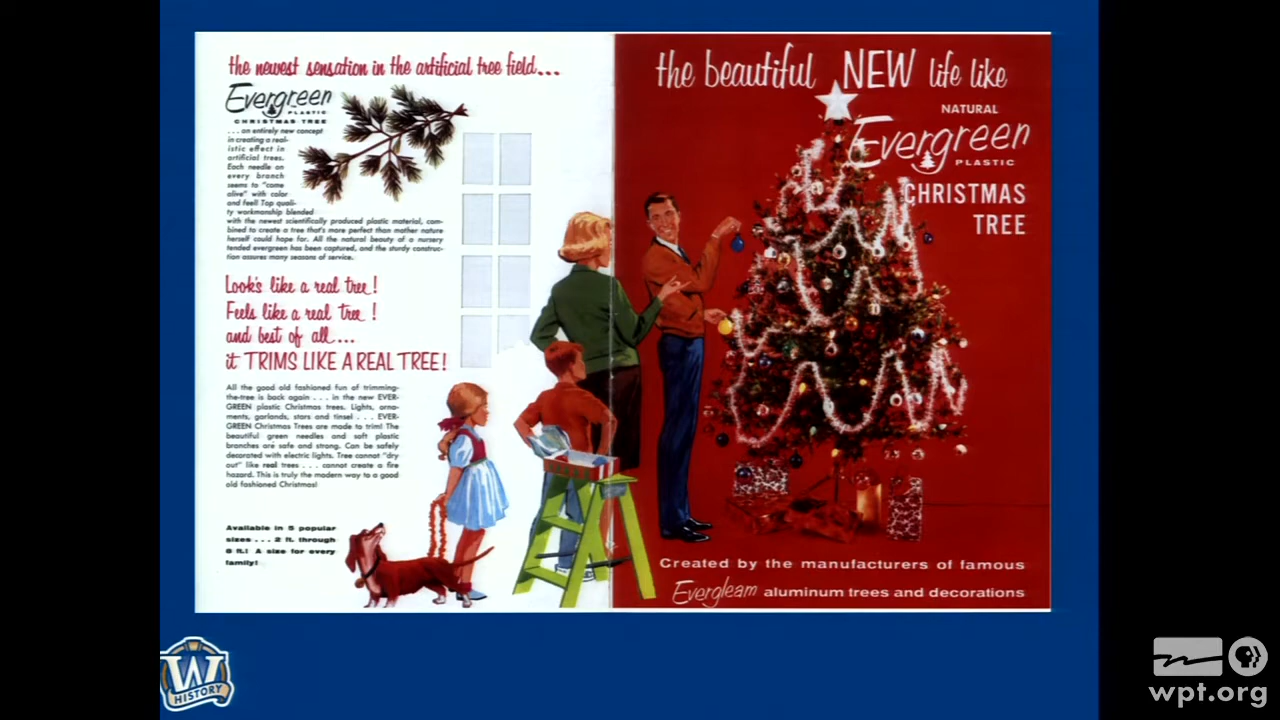 the newest sensation in the artificial tree field...
Evergreen
PLASTIC
CHRISTMAS TREE
. . . an entirely new concept
in creating a real-
istic effect in
artificial trees.
Each needle on
every branch
seems to "come
alive" with color
and feel! Top quali-
ty workmanship blended
with the newest scientifically produced plastic material, com-
bined to create a tree that's more perfect than mother nature
herself could hope for. All the natural beauty of a nursery
tended evergreen has been captured, and the sturdy construc-
tion assures many seasons of service.
Look's like a real tree!
Feels like a real tree!
and best of all...
it TRIMS LIKE A REAL TREE!
All the good old fashioned fun of trimming-
the-tree is back again . . . in the new EVER-
GREEN plastic Christmas trees. Lights, orna-
ments, garlands, stars and tinsel . . . EVER-
GREEN Christmas Trees are made to trim! The
beautiful green needles and soft plastic
branches are safe and strong. Can be safely
decorated with electric lights. Tree cannot "dry
out" like real trees . . . cannot create a fire
hazard. This is truly the modern way to a good
old fashioned Christmas!
Available in 5 popular
sizes . . . 2 ft. through
6 ft.! A size for every
family!
the beautiful NEW life like
NATURAL
Evergreen
PLASTIC
CHRISTMAS
TREE
Created by the manufacturers of famous
Evergleam aluminum trees and decorations
W
HISTORY
wpt.org